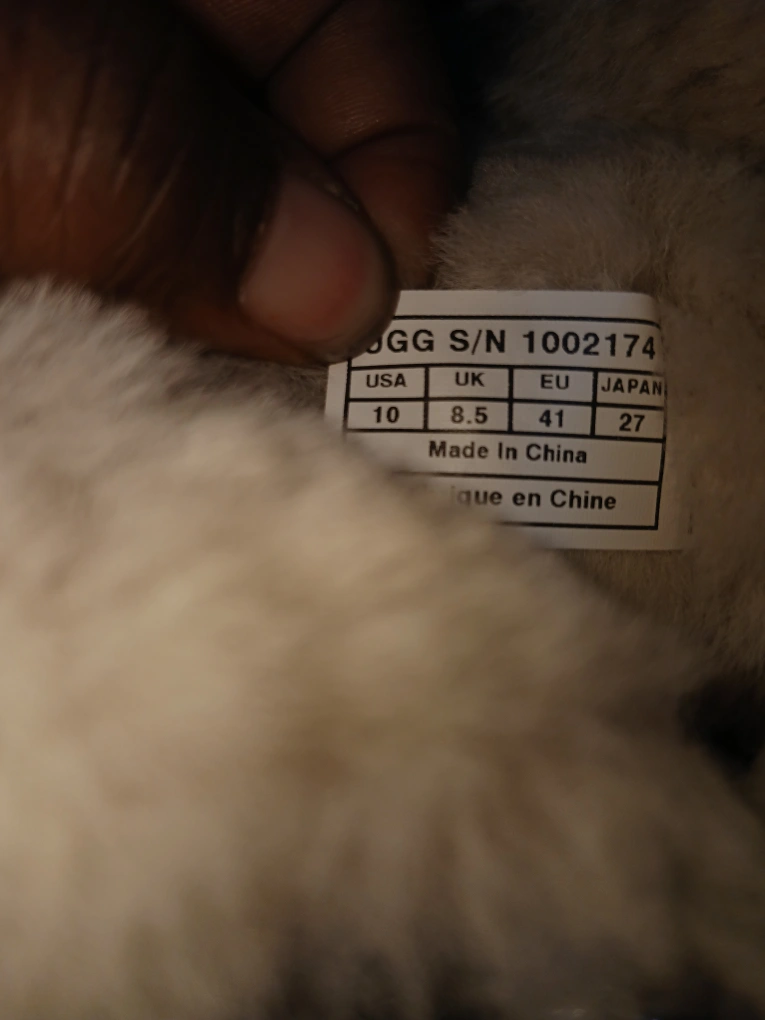 UGG S/N 1002174
USA UK EU JAPAN
10 8.5 41 27
Made In China
en Chine